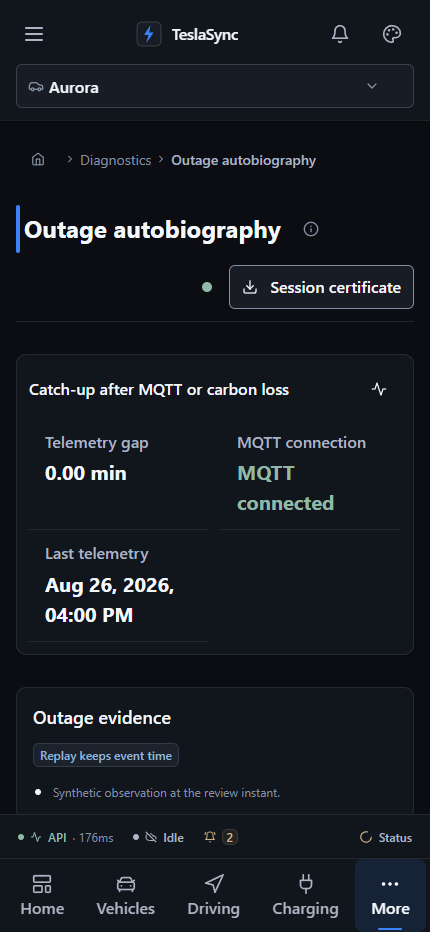 TeslaSync
Aurora
Diagnostics
Outage autobiography
Outage autobiography
Session certificate
Catch-up after MQTT or carbon loss
Telemetry gap
0.00 min
MQTT connection
MQTT
connected
Last telemetry
Aug 26, 2026,
04:00 PM
Outage evidence
Replay keeps event time
Synthetic observation at the review instant.
API · 176ms
Idle
2
Status
Home
Vehicles
Driving
Charging
More